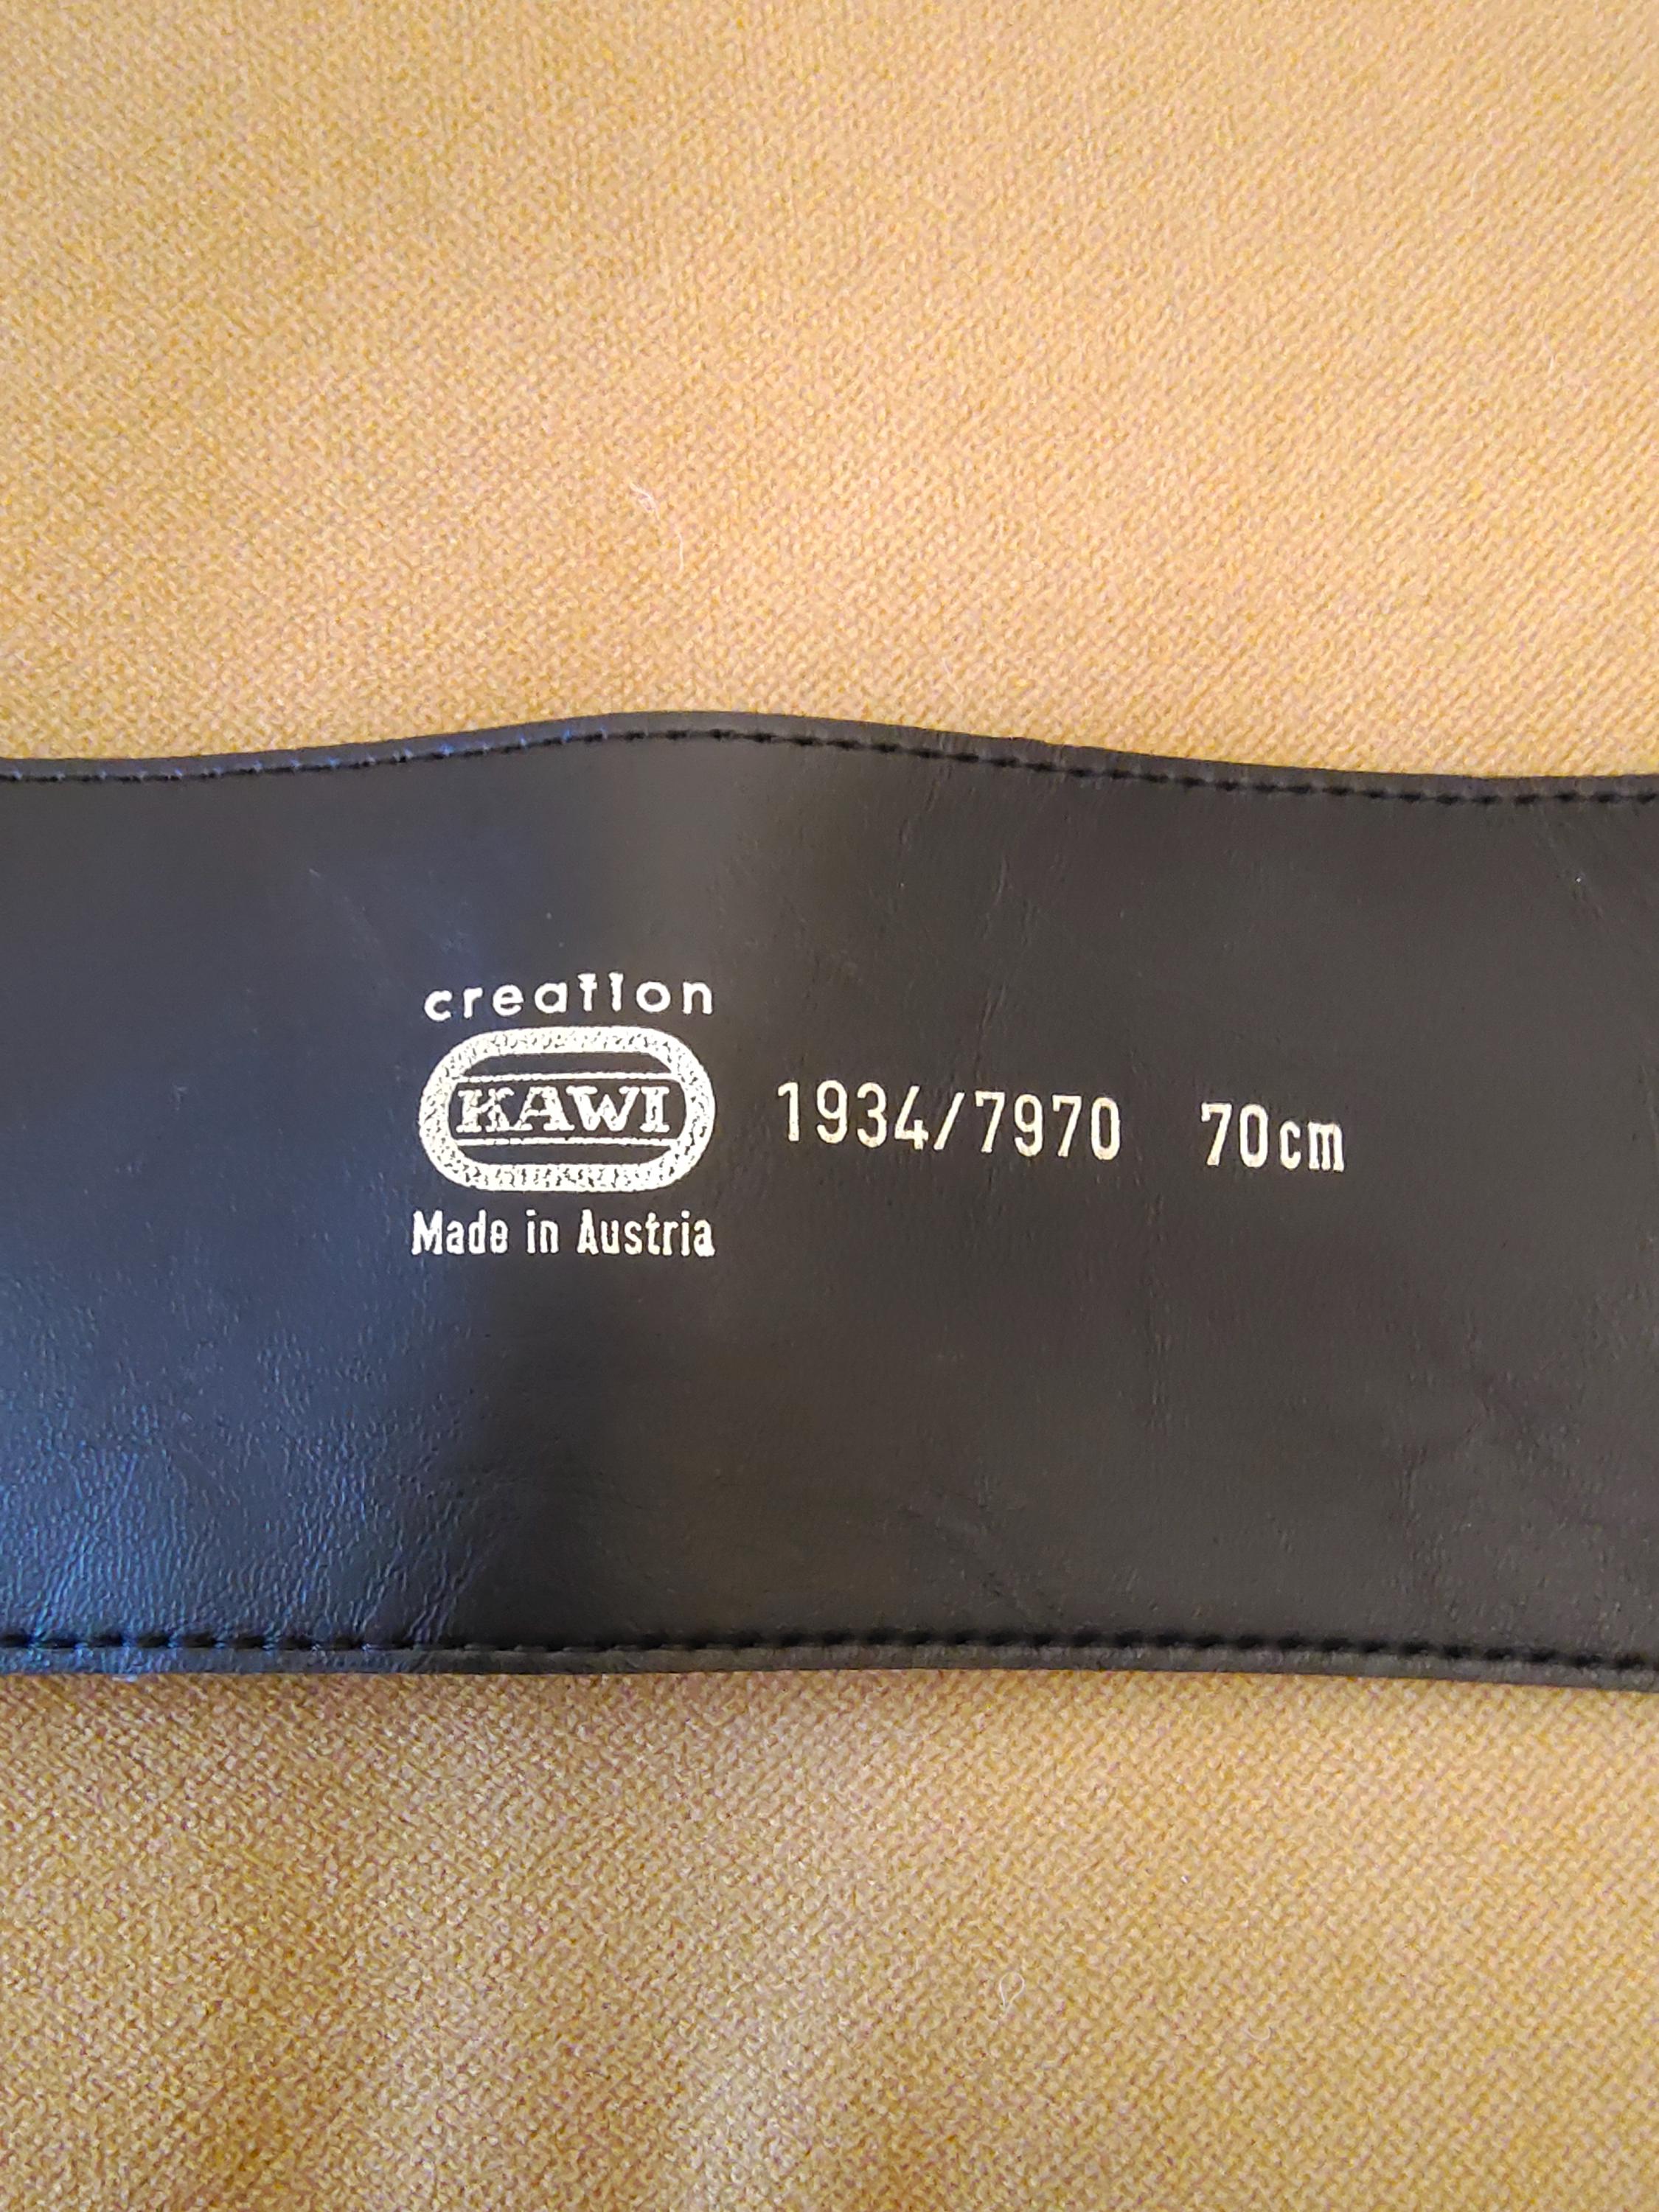 creation
KAWI
1934/7970 70cm
Made in Austria